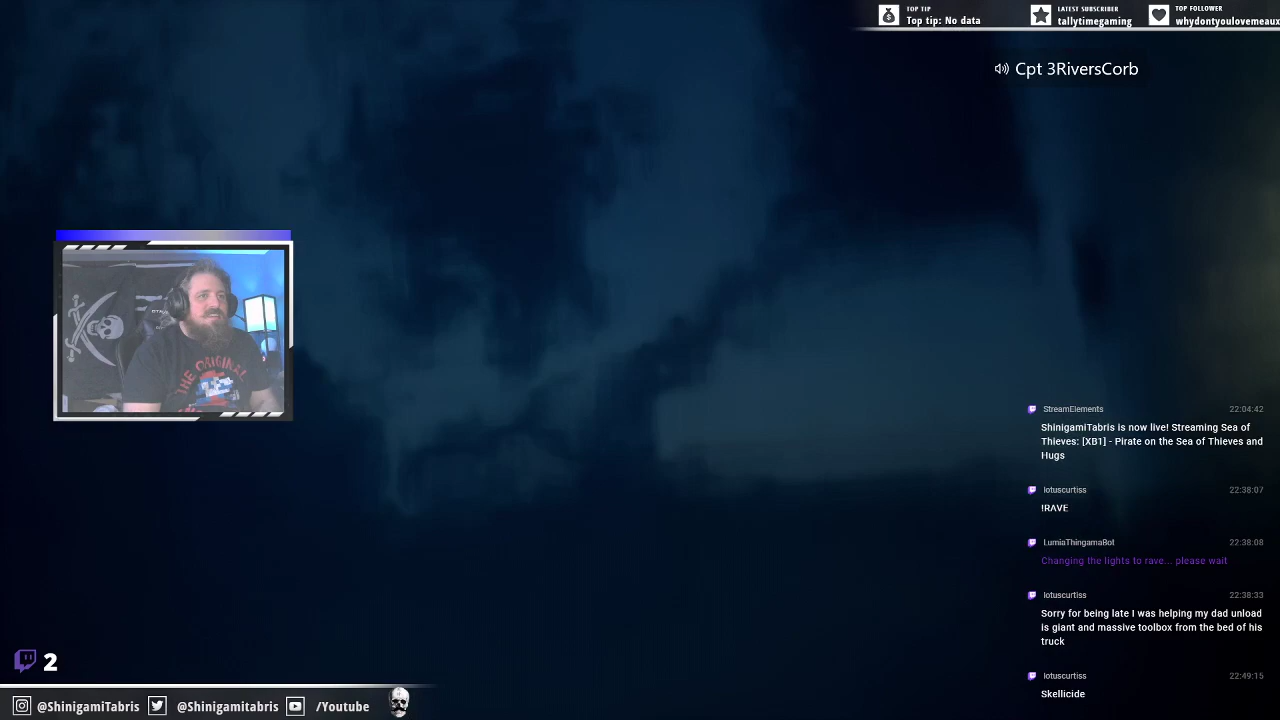 TOP TIP
Top tip: No data
LATEST SUBSCRIBER
tallytimegaming
TOP FOLLOWER
whydontyoulovemeaux
Cpt 3RiversCorb
THE ORIGINAL
StreamElements 22:04:42
ShinigamiTabris is now live! Streaming Sea of
Thieves: [XB1] - Pirate on the Sea of Thieves and
Hugs
lotuscurtiss 22:38:07
!RAVE
LumiaThingamaBot 22:38:08
Changing the lights to rave... please wait
lotuscurtiss 22:38:33
Sorry for being late I was helping my dad unload
is giant and massive toolbox from the bed of his
truck
lotuscurtiss 22:49:15
Skellicide
2
@ShinigamiTabris @Shinigamitabris /Youtube